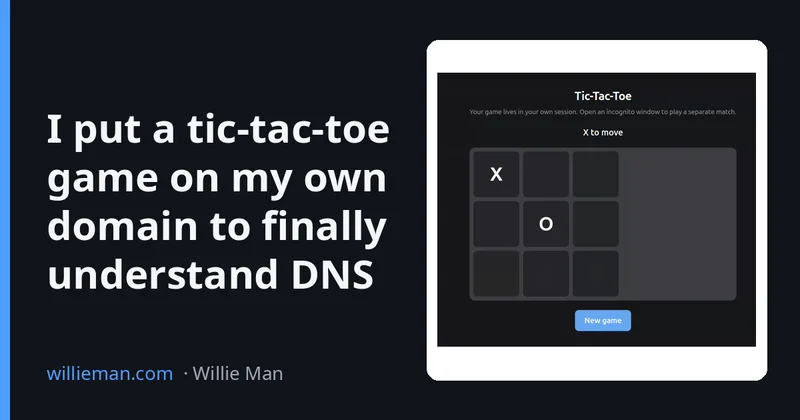 I put a tic-tac-toe
game on my own
domain to finally
understand DNS
willieman.com · Willie Man
Tic-Tac-Toe
Your game lives in your own session. Open an incognito window to play a separate match.
X to move
X
O
New game